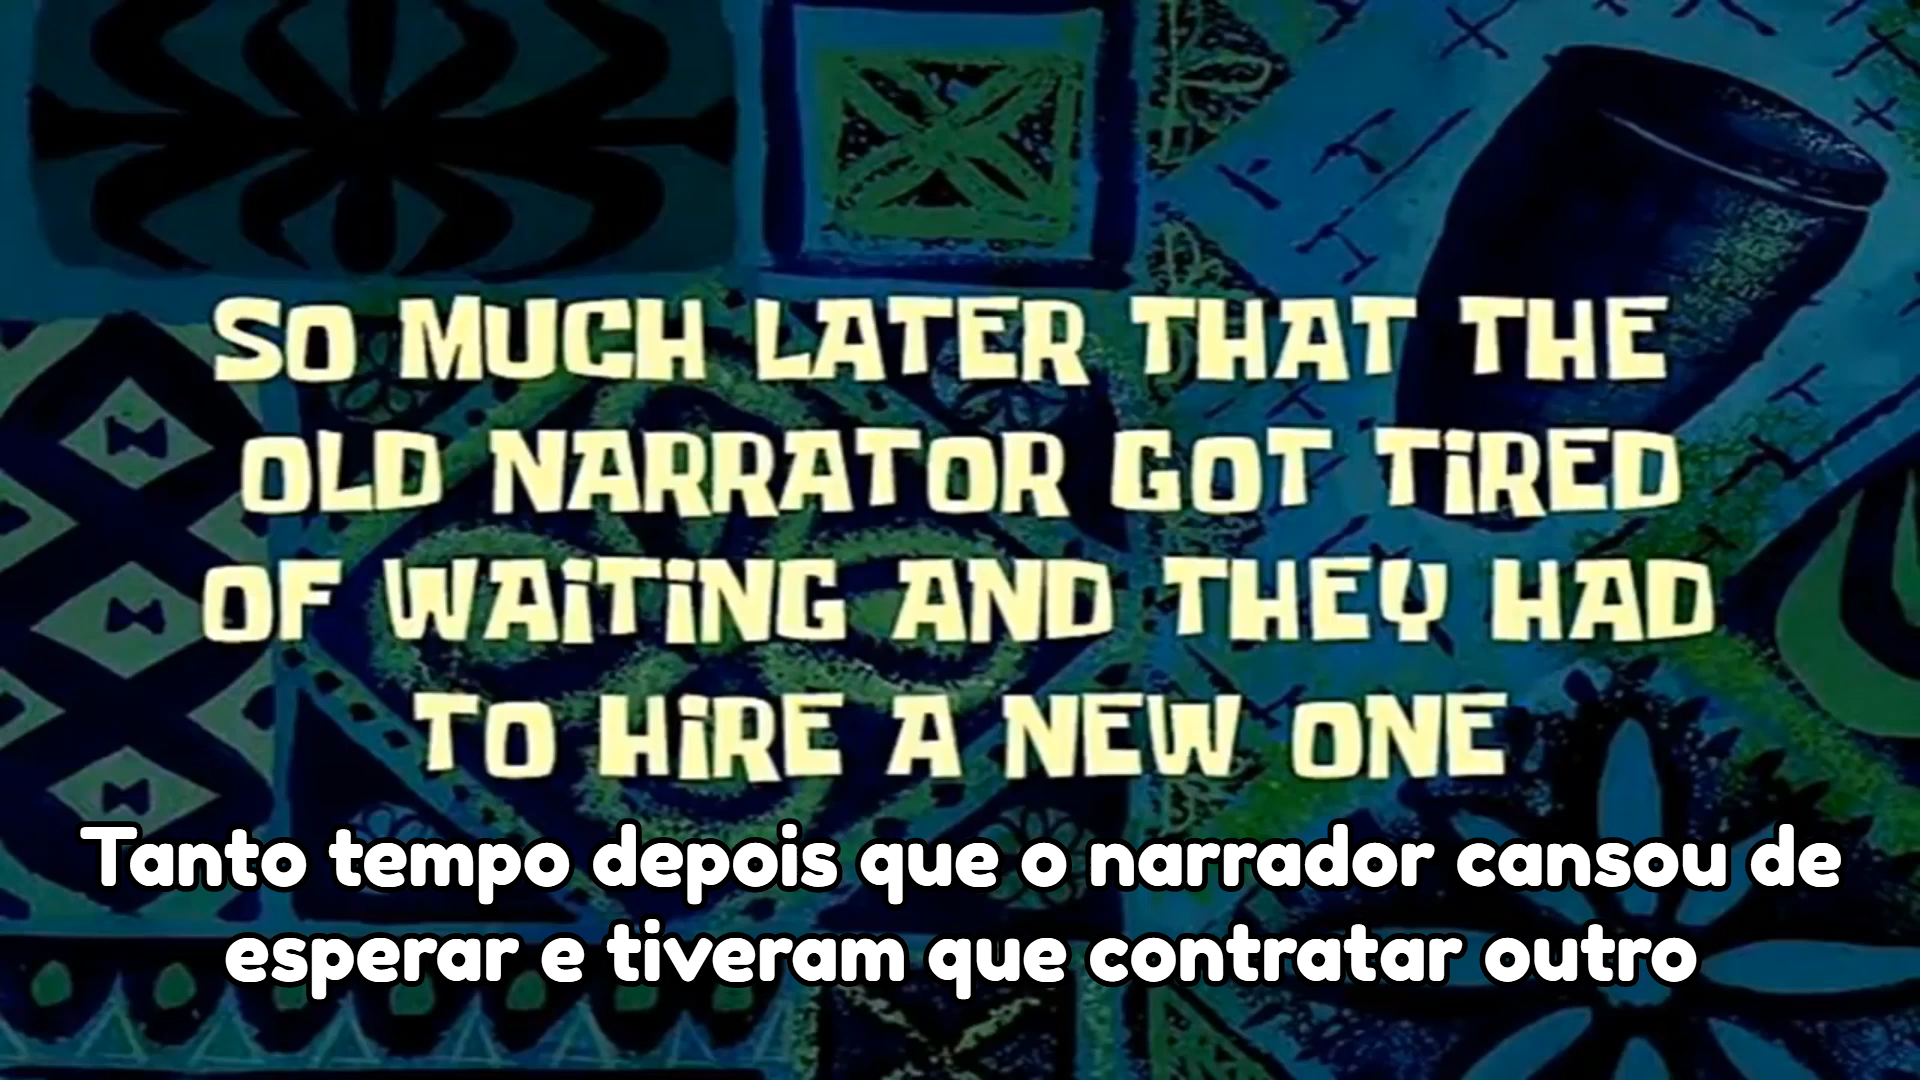 SO MUCH LATER THAT THE
OLD NARRATOR GOT TiRED
OF WAiTiNG AND THEY HAD
TO HiRE A NEW ONE
Tanto tempo depois que o narrador cansou de
esperar e tiveram que contratar outro